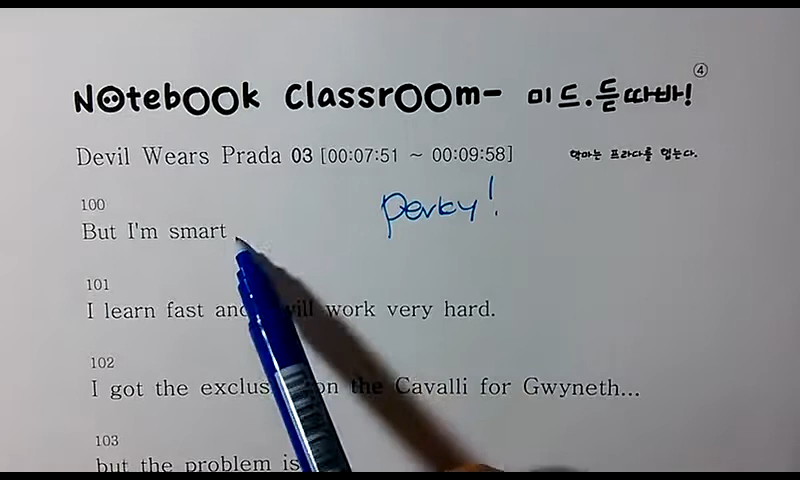 ④
Notebook Classroom- 미드.듣따바!
Devil Wears Prada 03 [00:07:51 ~ 00:09:58] 악마는 프라다를 입는다.
perky!
100
But I'm smart
101
I learn fast and will work very hard.
102
I got the exclus on the Cavalli for Gwyneth...
103
but the problem is